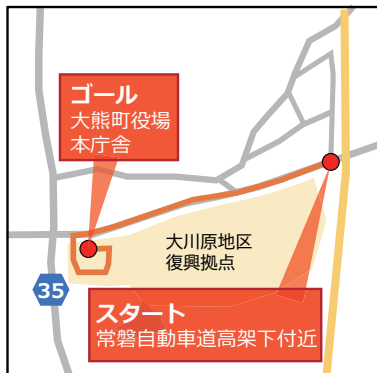 ゴール
大熊町役場
本庁舎
大川原地区
復興拠点
35
スタート
常磐自動車道高架下付近